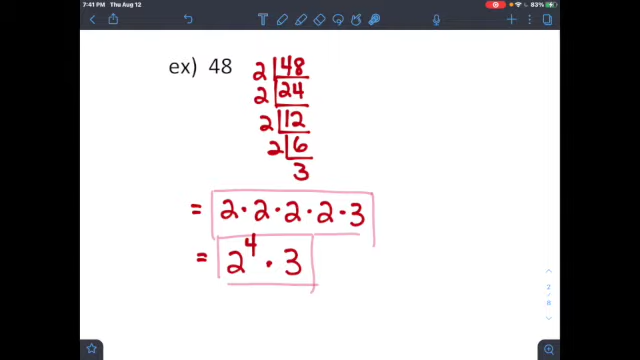 7:41 PM Thu Aug 12
83%
ex) 48
2 48
2 24
2 12
2 6
3
= 2 · 2 · 2 · 2 · 3
= 2⁴ · 3
2
8